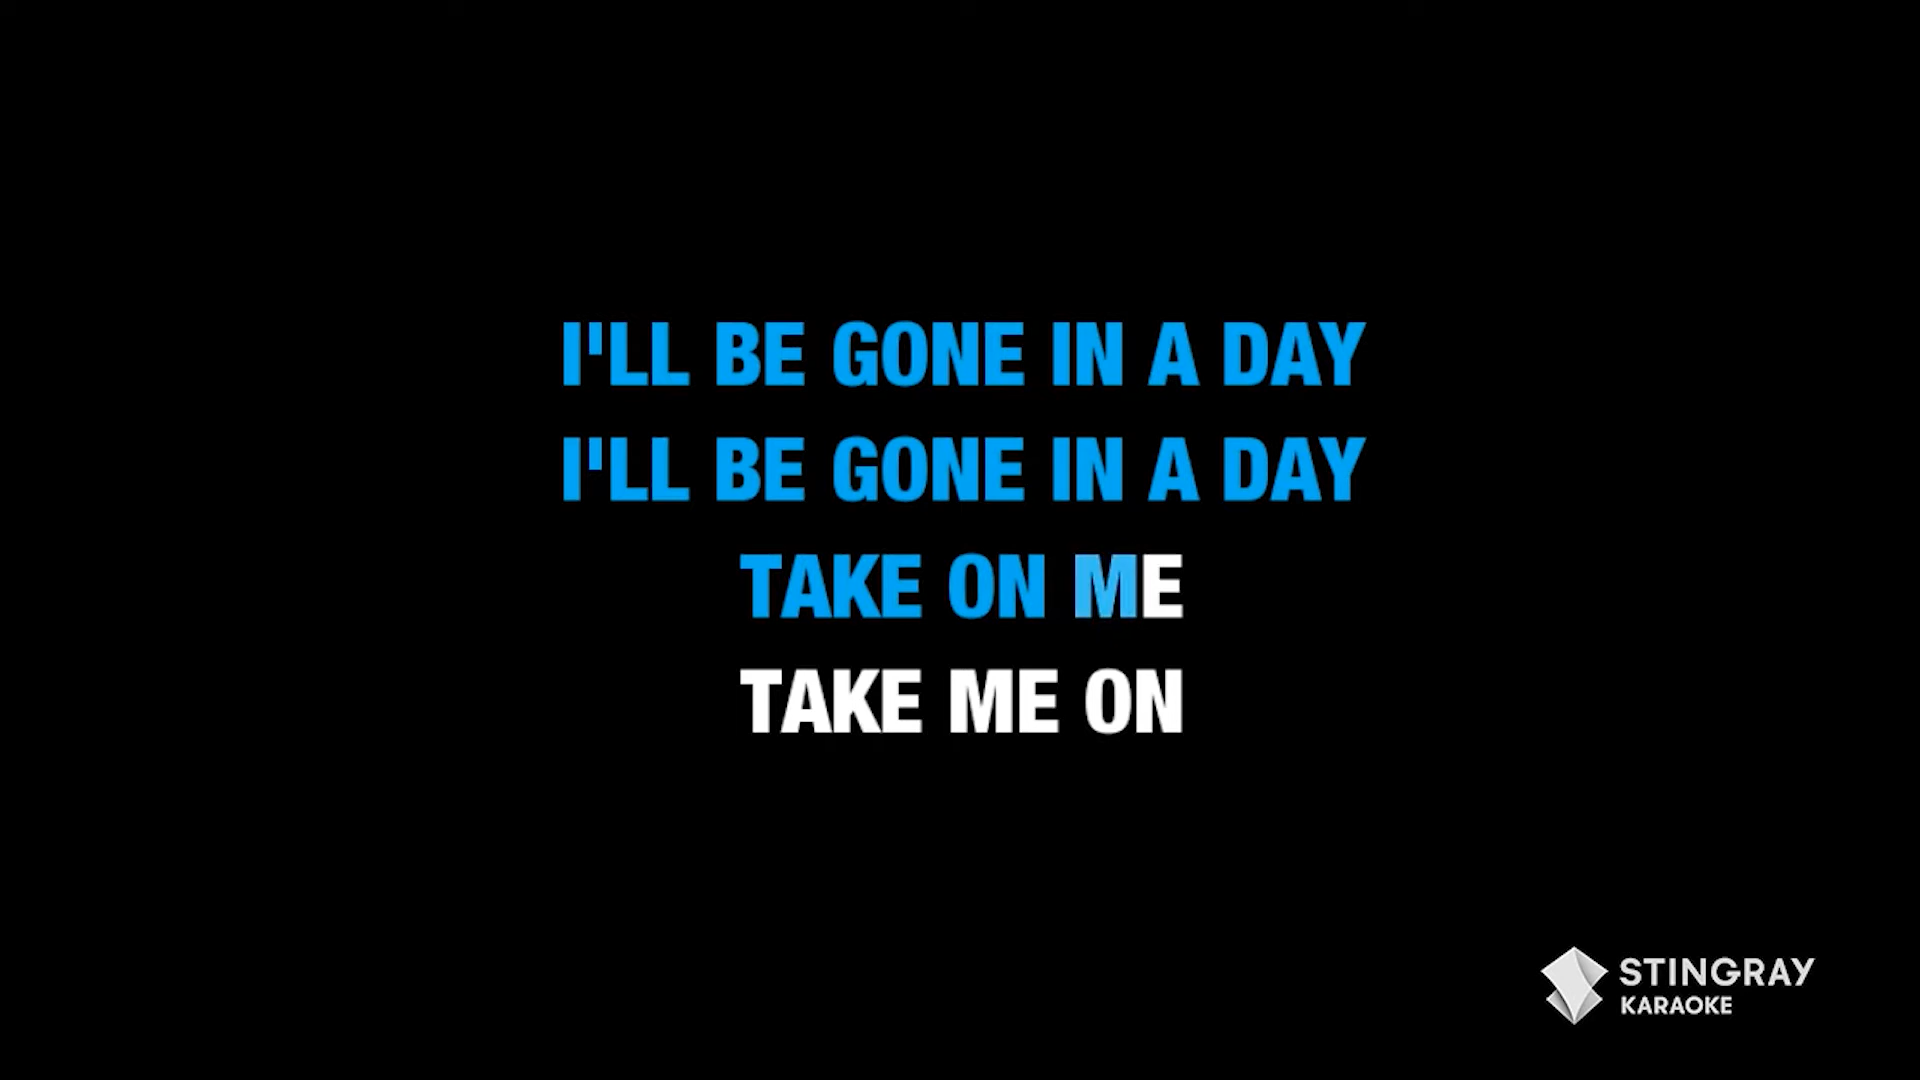 I'LL BE GONE IN A DAY
I'LL BE GONE IN A DAY
TAKE ON ME
TAKE ME ON
STINGRAY
KARAOKE